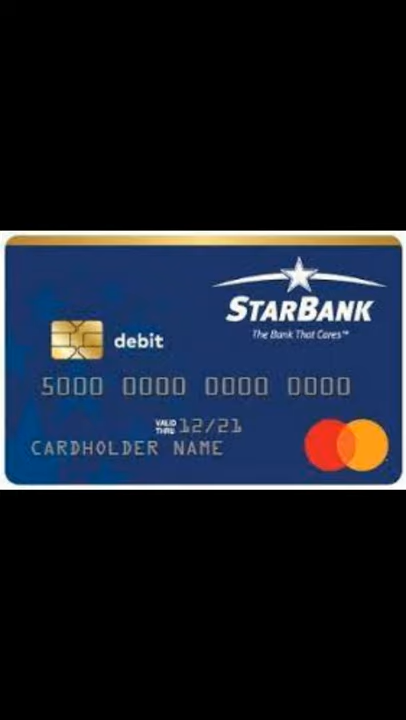 STARBANK
The Bank That Cares™
debit
5000 0000 0000 0000
VALID
THRU 12/21
CARDHOLDER NAME